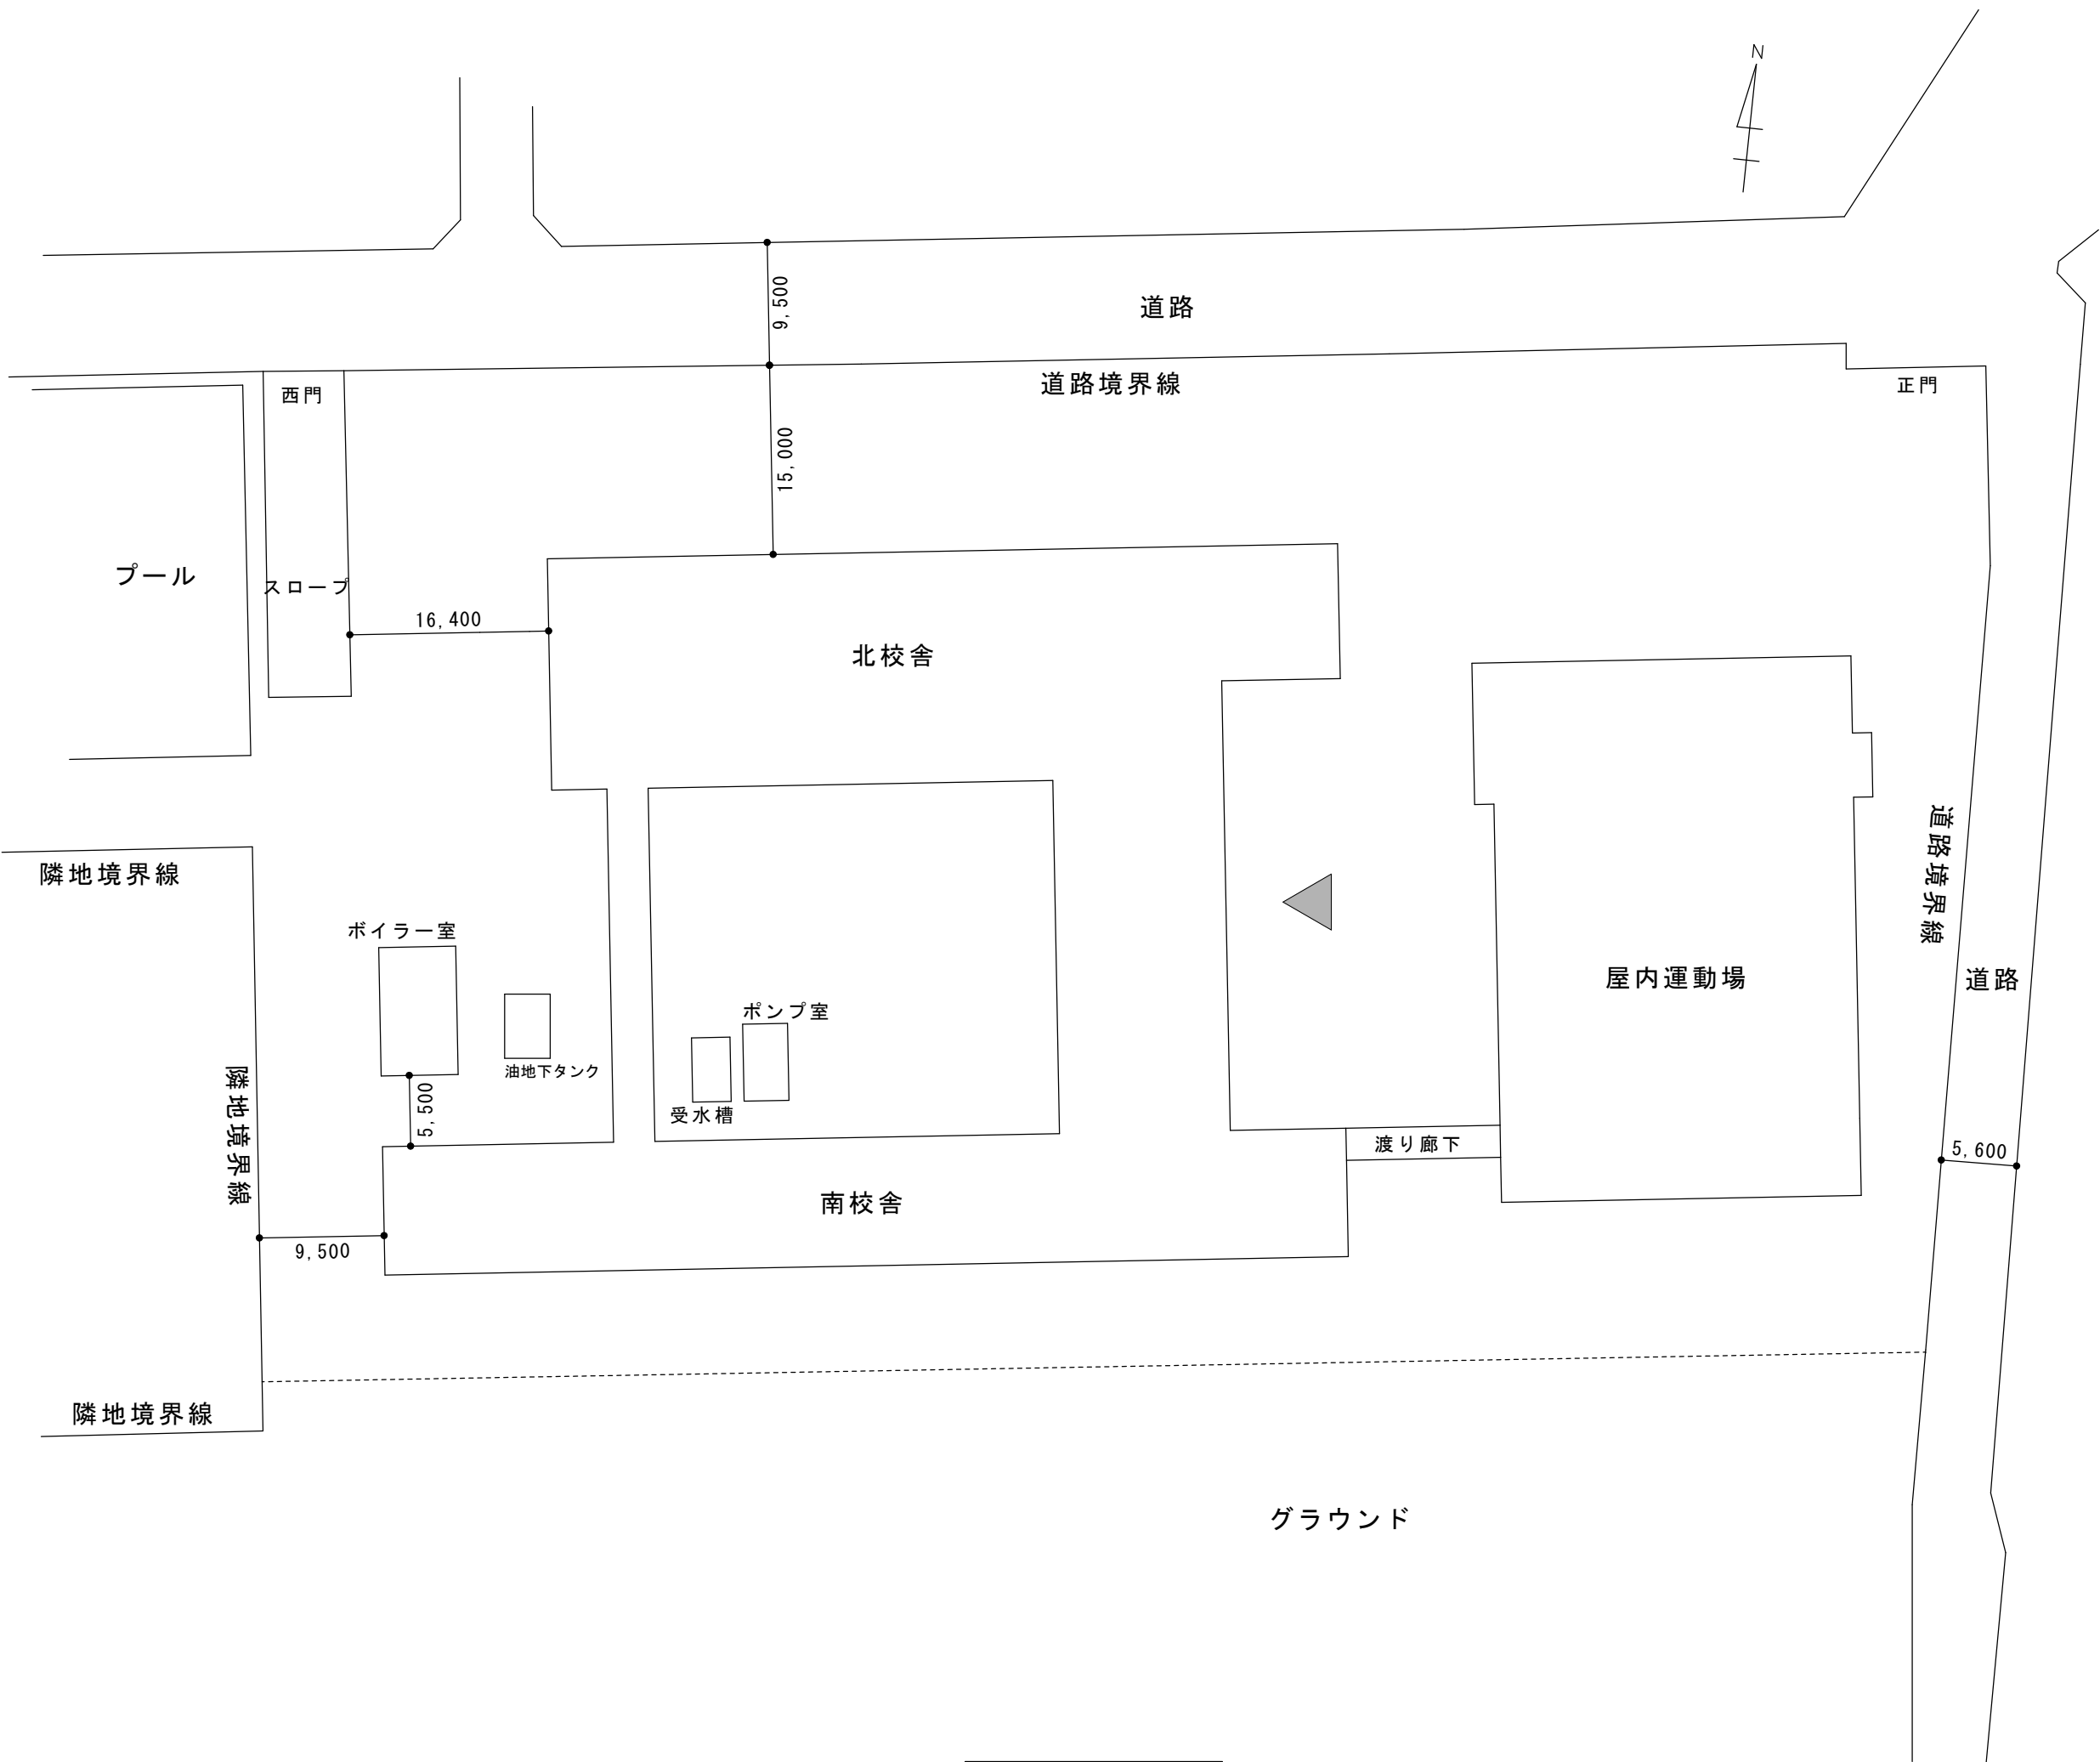 N
9,500
道路
道路境界線
西門
正門
15,000
プール
スロープ
16,400
北校舎
道路境界線
隣地境界線
ボイラー室
屋内運動場
道路
ポンプ室
油地下タンク
5,500
受水槽
隣地境界線
渡り廊下
5,600
南校舎
9,500
隣地境界線
グラウンド